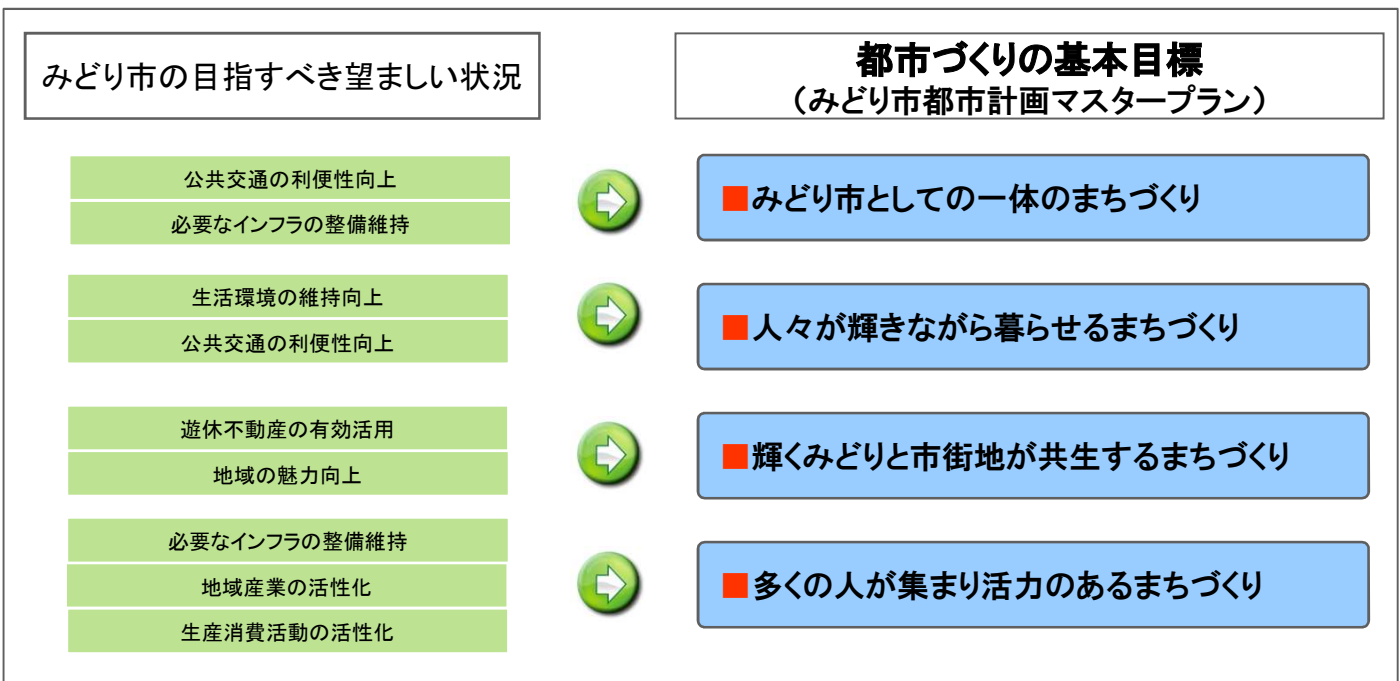 みどり市の目指すべき望ましい状況
都市づくりの基本目標
（みどり市都市計画マスタープラン）
公共交通の利便性向上
必要なインフラの整備維持
■みどり市としての一体のまちづくり
生活環境の維持向上
公共交通の利便性向上
■人々が輝きながら暮らせるまちづくり
遊休不動産の有効活用
地域の魅力向上
■輝くみどりと市街地が共生するまちづくり
必要なインフラの整備維持
地域産業の活性化
生産消費活動の活性化
■多くの人が集まり活力のあるまちづくり